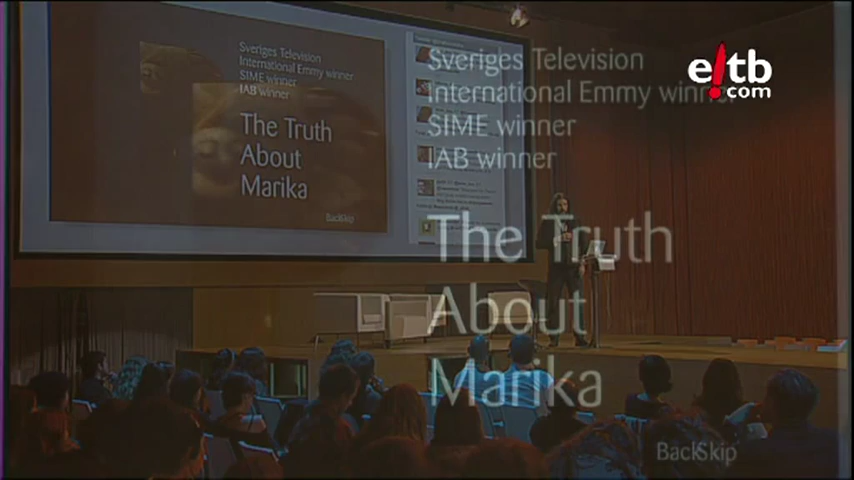 Sveriges Television
International Emmy winner
SIME winner
IAB winner
The Truth
About
Marika
BackSkip
Sveriges Television
International Emmy winner
SIME winner
IAB winner
The Truth
About
Marika
BackSkip
eitb
.com